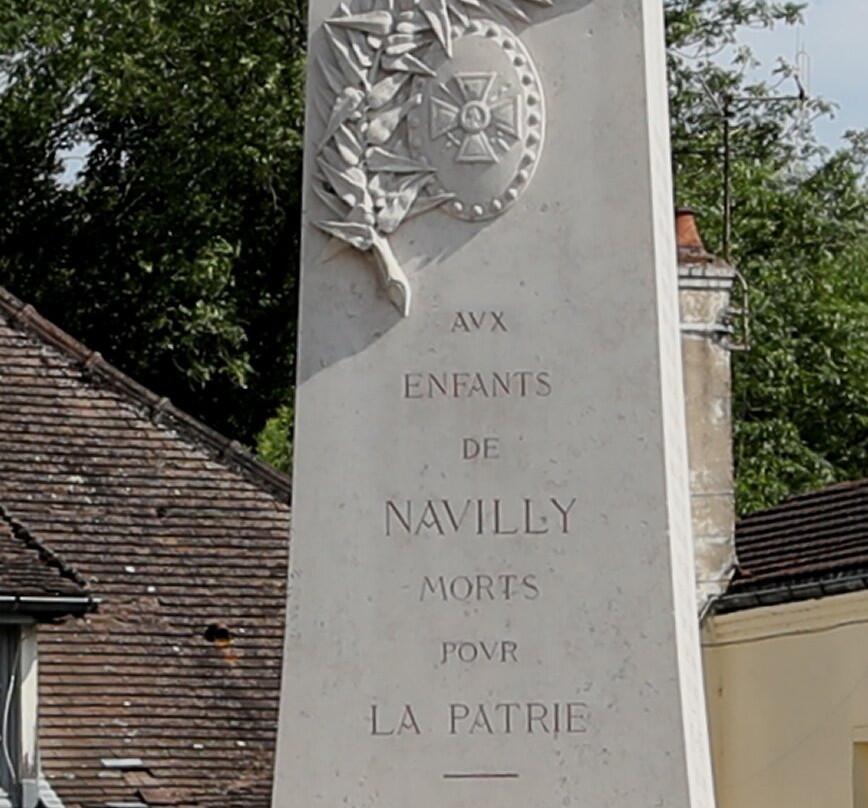 AVX
ENFANTS
DE
NAVILLY
MORTS
POVR
LA PATRIE